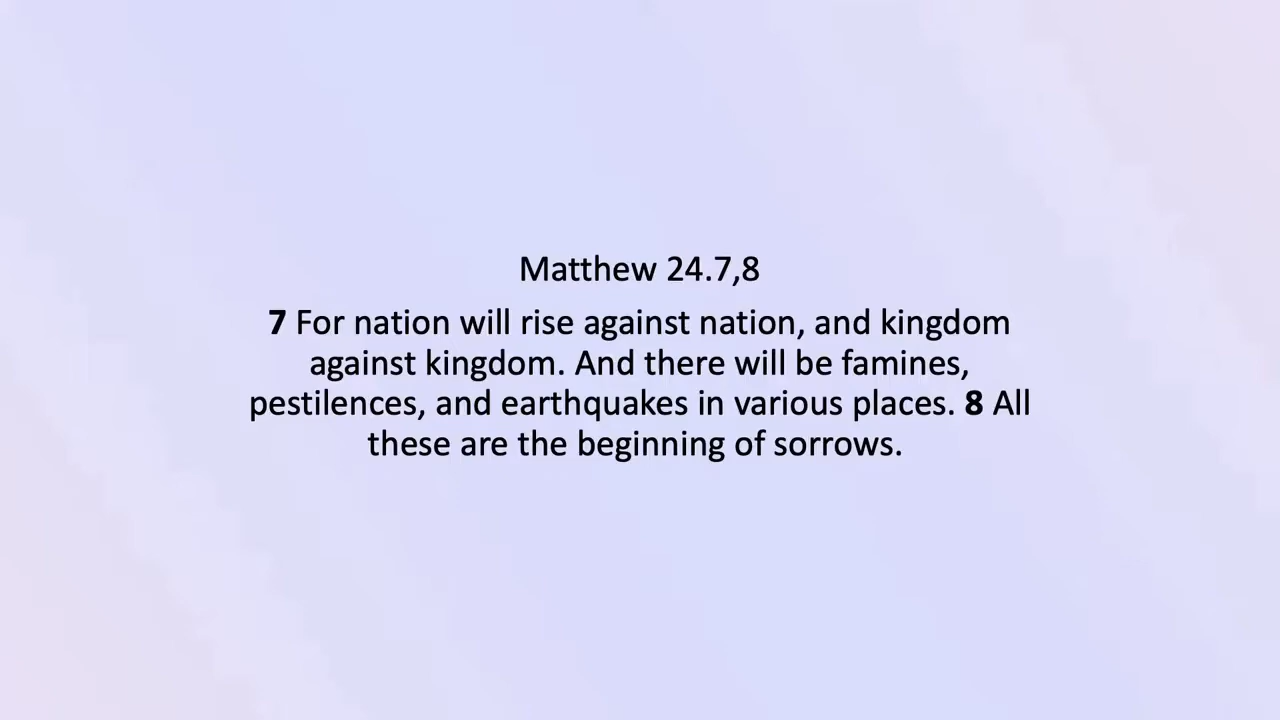 Matthew 24.7,8
7 For nation will rise against nation, and kingdom
against kingdom. And there will be famines,
pestilences, and earthquakes in various places. 8 All
these are the beginning of sorrows.